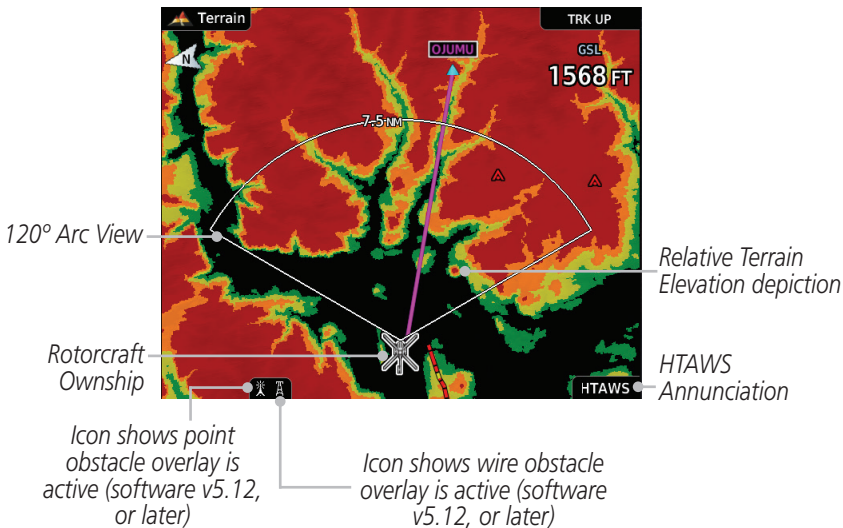 Terrain
TRK UP
N
OJUMU
GSL
1568 FT
7.5 NM
120º Arc View
Relative Terrain
Elevation depiction
Rotorcraft
Ownship
HTAWS
HTAWS
Annunciation
Icon shows point
obstacle overlay is
active (software v5.12,
or later)
Icon shows wire obstacle
overlay is active (software
v5.12, or later)